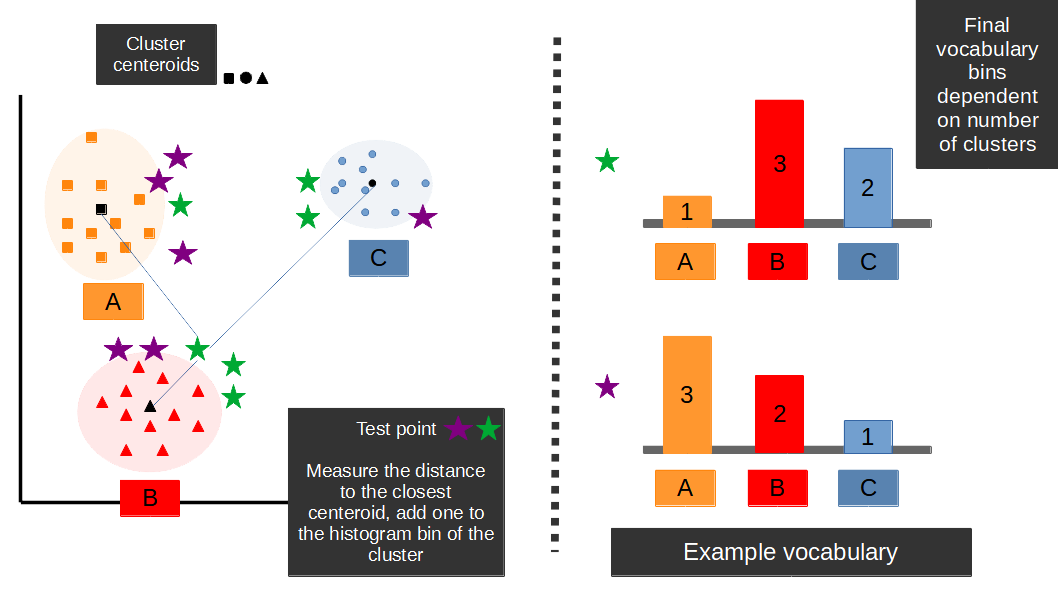 Cluster
centeroids
A
B
C
Test point
Measure the distance
to the closest
centeroid, add one to
the histogram bin of the
cluster
Final
vocabulary
bins
dependent
on number
of clusters
1
3
2
A
B
C
3
2
1
A
B
C
Example vocabulary